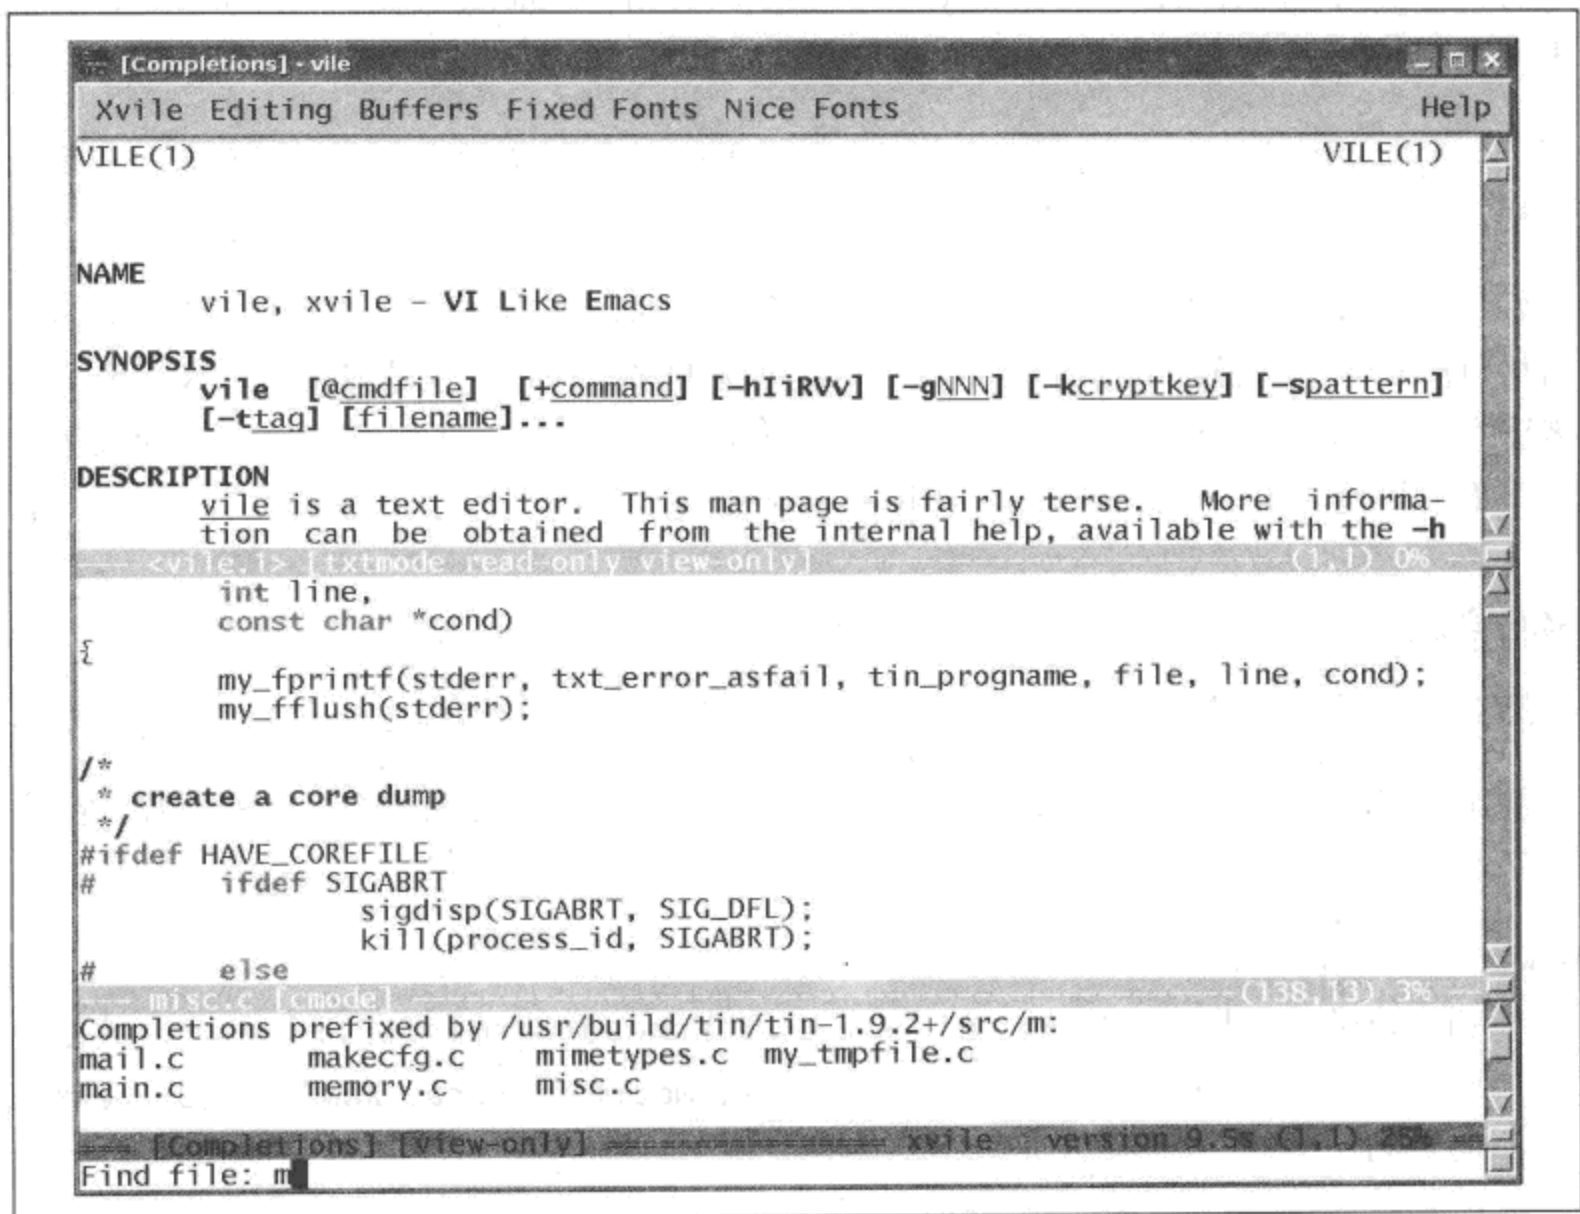 [Completions] - vile
Xvile Editing Buffers Fixed Fonts Nice Fonts Help
VILE(1) VILE(1)
NAME
vile, xvile – VI Like Emacs
SYNOPSIS
vile [@cmdfile] [+command] [-hIiRVv] [-gNNN] [-kcryptkey] [-spattern]
[-ttag] [filename]...
DESCRIPTION
vile is a text editor. This man page is fairly terse. More informa-
tion can be obtained from the internal help, available with the -h
--- <vile.1> [txtmode read-only view-only] --- (1,1) 0% ---
int line,
const char *cond)
{
my_fprintf(stderr, txt_error_asfail, tin_progname, file, line, cond);
my_fflush(stderr);
/*
* create a core dump
*/
#ifdef HAVE_COREFILE
# ifdef SIGABRT
sigdisp(SIGABRT, SIG_DFL);
kill(process_id, SIGABRT);
# else
--- misc.c [cmode] --- (138,13) 3% ---
Completions prefixed by /usr/build/tin/tin-1.9.2+/src/m:
mail.c makecfg.c mimetypes.c my_tmpfile.c
main.c memory.c misc.c
=== [Completions] [view-only] === xvile version 9.5s (1,1) 25% ===
Find file: m